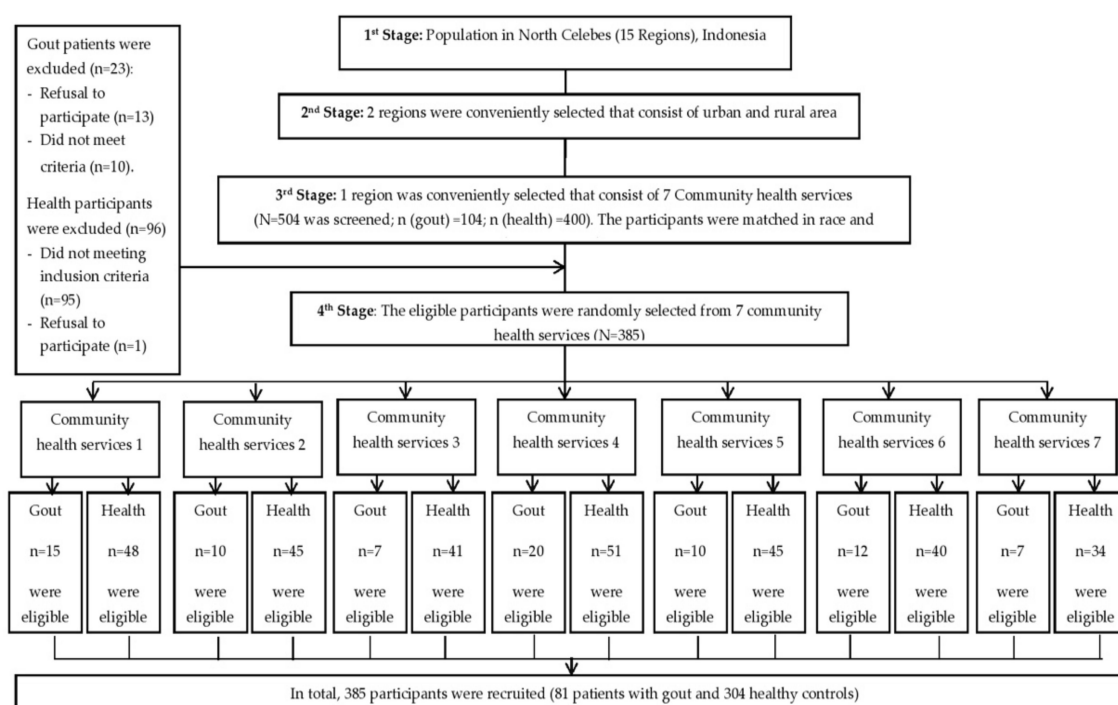 1st Stage: Population in North Celebes (15 Regions), Indonesia
Gout patients were
excluded (n=23):
- Refusal to
participate (n=13)
- Did not meet
criteria (n=10).
Health participants
were excluded (n=96)
- Did not meeting
inclusion criteria
(n=95)
- Refusal to
participate (n=1)
2nd Stage: 2 regions were conveniently selected that consist of urban and rural area
3rd Stage: 1 region was conveniently selected that consist of 7 Community health services
(N=504 was screened; n (gout) =104; n (health) =400). The participants were matched in race and
4th Stage: The eligible participants were randomly selected from 7 community
health services (N=385)
Community
health services 1
Community
health services 2
Community
health services 3
Community
health services 4
Community
health services 5
Community
health services 6
Community
health services 7
Gout
n=15
were
eligible
Health
n=48
were
eligible
Gout
n=10
were
eligible
Health
n=45
were
eligible
Gout
n=7
were
eligible
Health
n=41
were
eligible
Gout
n=20
were
eligible
Health
n=51
were
eligible
Gout
n=10
were
eligible
Health
n=45
were
eligible
Gout
n=12
were
eligible
Health
n=40
were
eligible
Gout
n=7
were
eligible
Health
n=34
were
eligible
In total, 385 participants were recruited (81 patients with gout and 304 healthy controls)